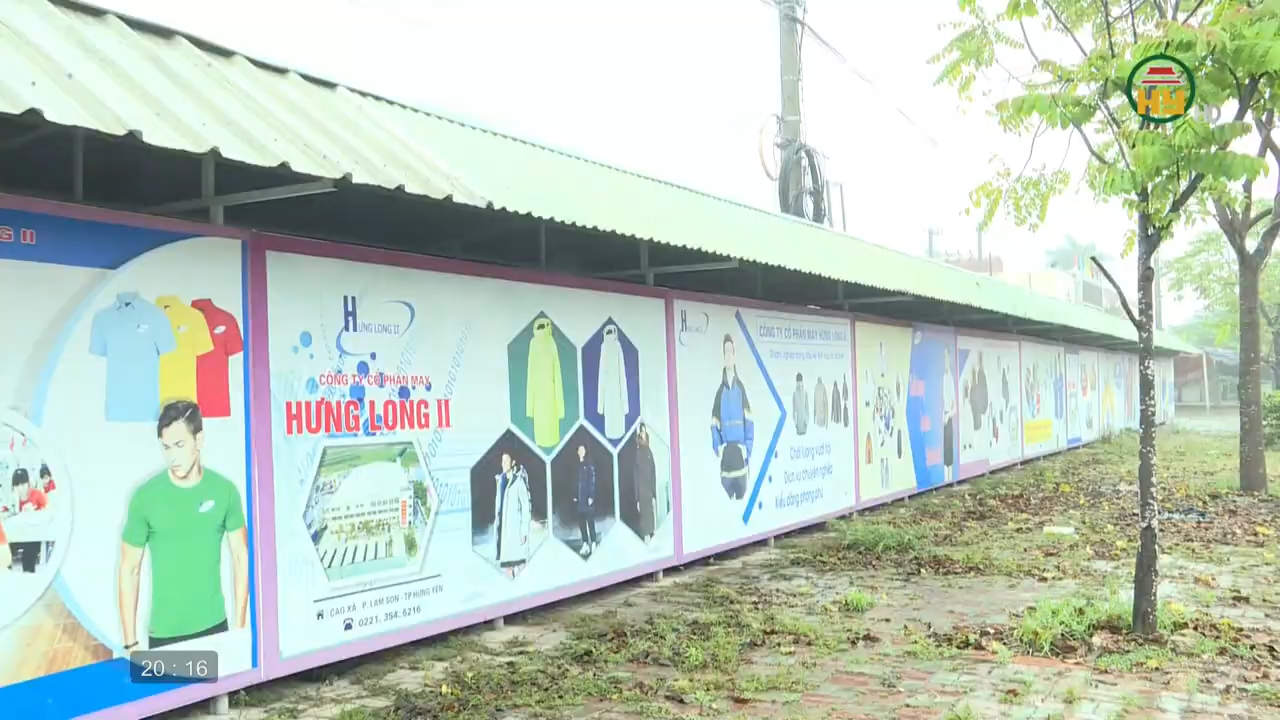 G II
HƯNG LONG II
CÔNG TY CỔ PHẦN MAY
HƯNG LONG II
CAO XÁ P. LAM SƠN - TP HƯNG YÊN
0221. 354. 6216
CÔNG TY CỔ PHẦN MAY HƯNG LONG II
Chất lượng vượt trội
Dịch vụ chuyên nghiệp
Kiểu dáng phong phú
HY
20 : 16